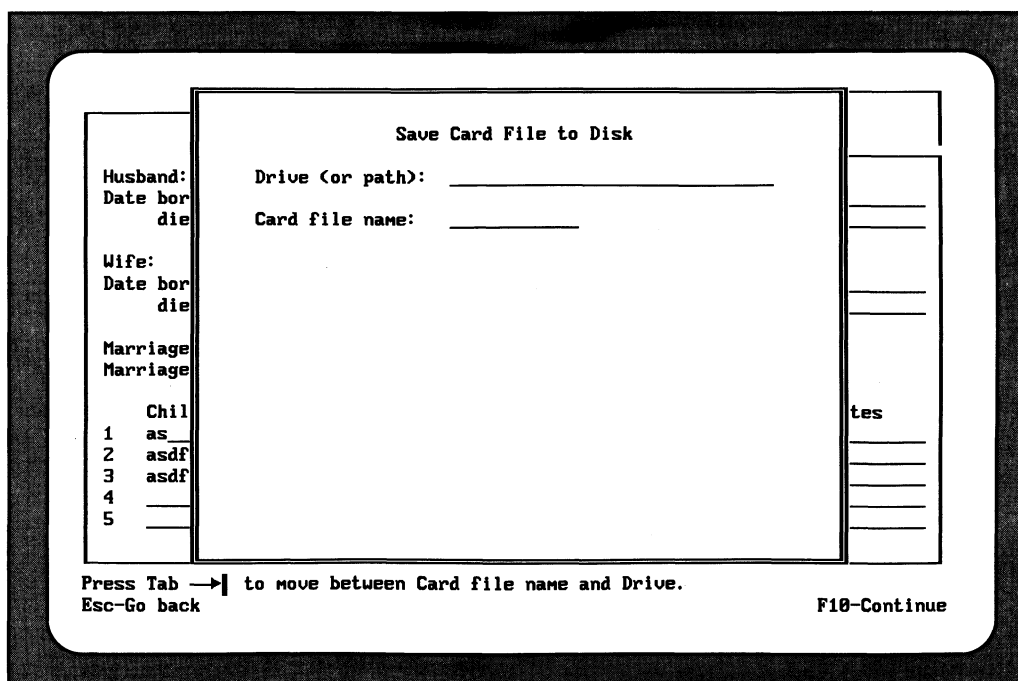 Save Card File to Disk
Husband: Drive (or path):
Date bor
die Card file name:
Wife:
Date bor
die
Marriage
Marriage
Chil tes
1 as
2 asdf
3 asdf
4
5
Press Tab →| to move between Card file name and Drive.
Esc-Go back F10-Continue